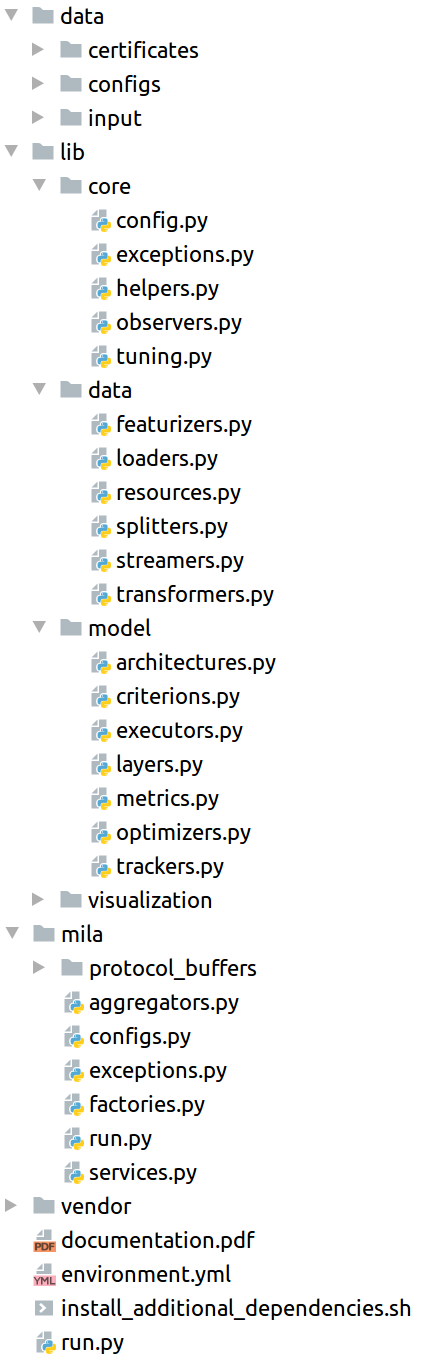 data
certificates
configs
input
lib
core
config.py
exceptions.py
helpers.py
observers.py
tuning.py
data
featurizers.py
loaders.py
resources.py
splitters.py
streamers.py
transformers.py
model
architectures.py
criterions.py
executors.py
layers.py
metrics.py
optimizers.py
trackers.py
visualization
mila
protocol_buffers
aggregators.py
configs.py
exceptions.py
factories.py
run.py
services.py
vendor
PDF documentation.pdf
YML environment.yml
install_additional_dependencies.sh
run.py